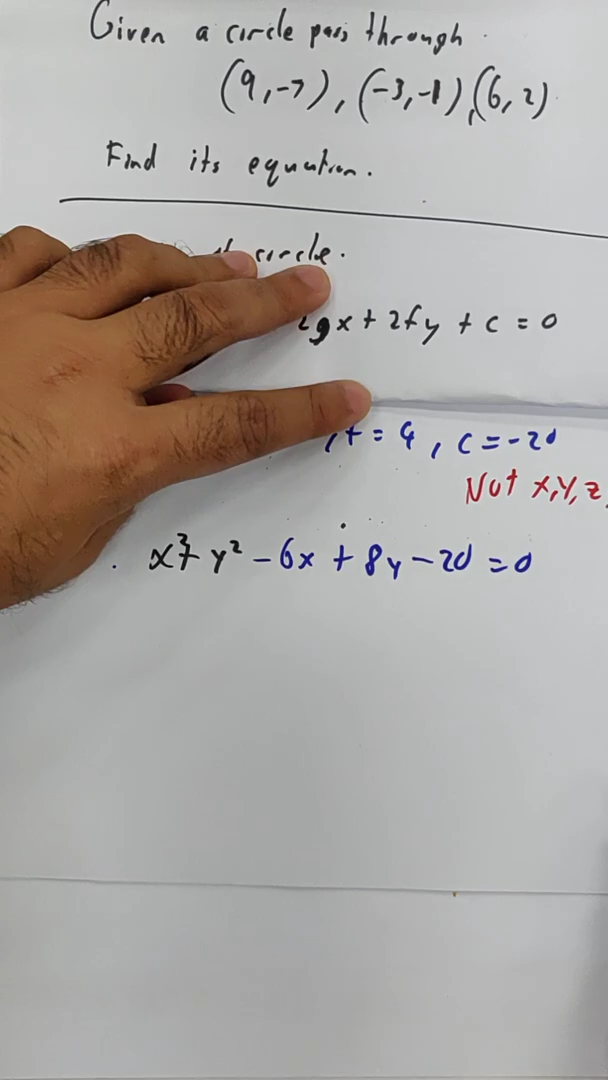 Given a circle pass through.
(9,-7), (-3,-1), (6, 2)
Find its equation.
circle.
2gx + 2fy + c = 0
, f = 4, c = -20
Not x, y, z,
x² + y² - 6x + 8y - 20 = 0